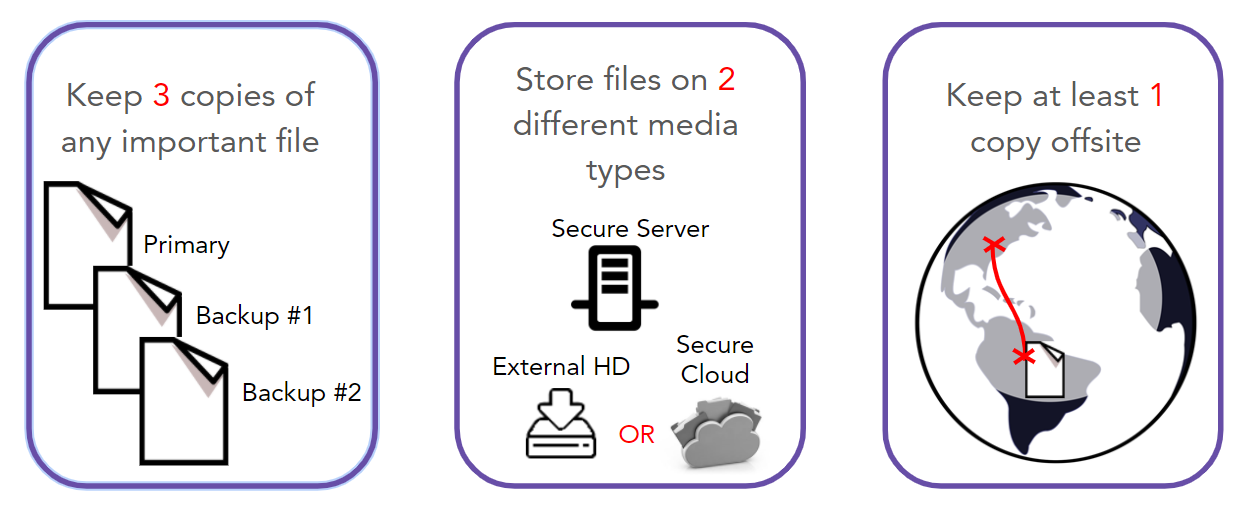 Keep 3 copies of
any important file
Primary
Backup #1
Backup #2
Store files on 2
different media
types
Secure Server
External HD
Secure
Cloud
OR
Keep at least 1
copy offsite